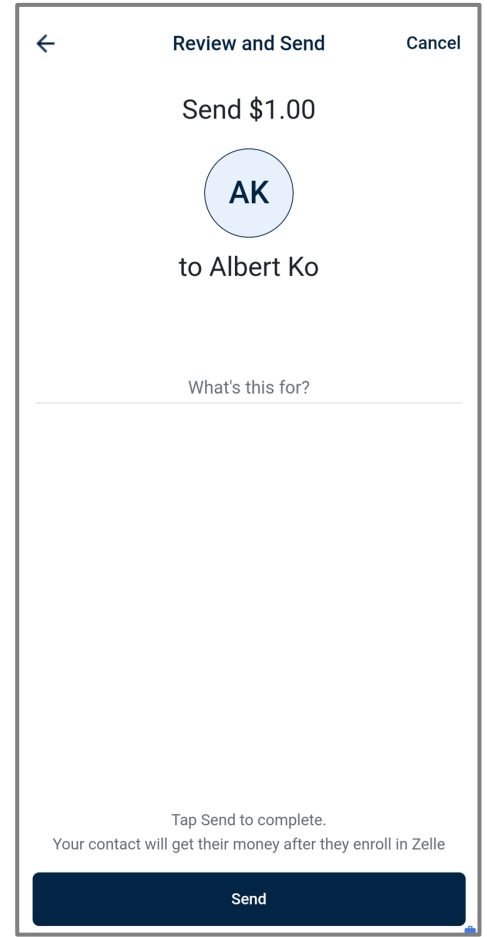 Review and Send
Cancel
Send $1.00
AK
to Albert Ko
What's this for?
Tap Send to complete.
Your contact will get their money after they enroll in Zelle
Send